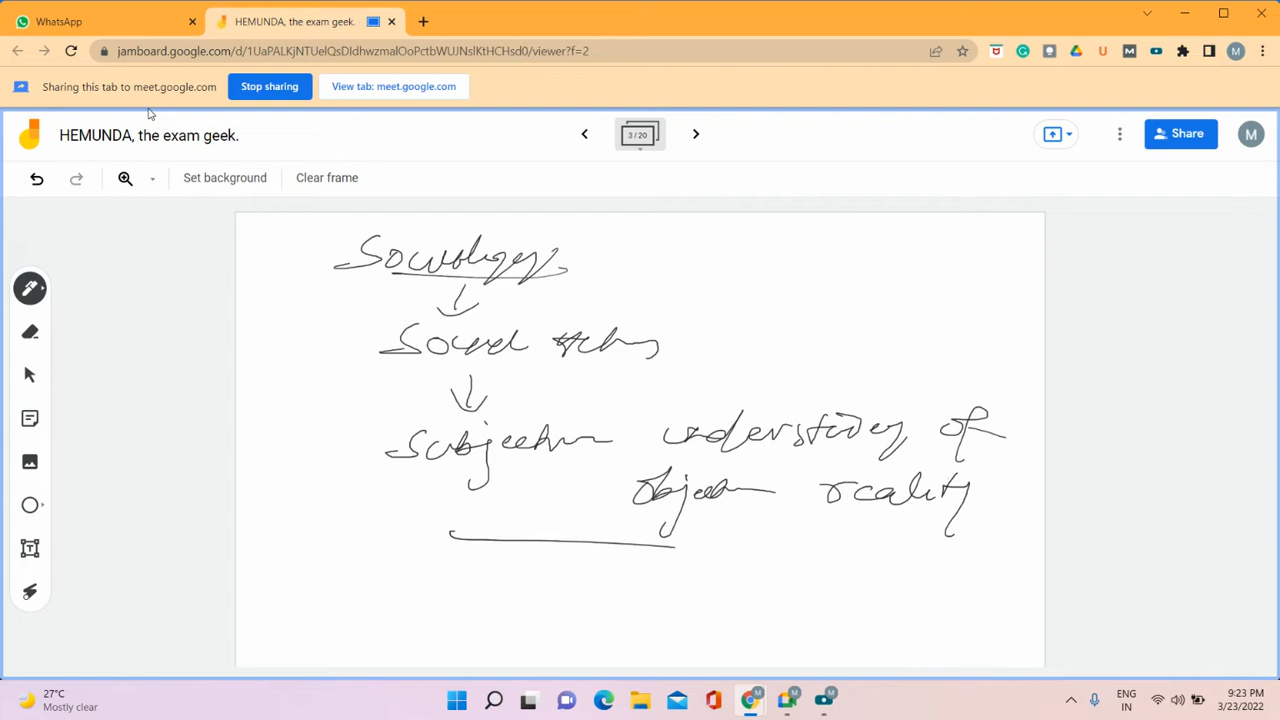 WhatsApp
HEMUNDA, the exam geek.
jamboard.google.com/d/1UaPALKjNTUelQsDIdhwzmalOoPctbWUJNslKtHCHsd0/viewer?f=2
Sharing this tab to meet.google.com
Stop sharing
View tab: meet.google.com
HEMUNDA, the exam geek.
3 / 20
Share
M
Set background
Clear frame
Sociology
Social
Subjective understanding of
objective reality
27°C
Mostly clear
ENG
IN
9:23 PM
3/23/2022